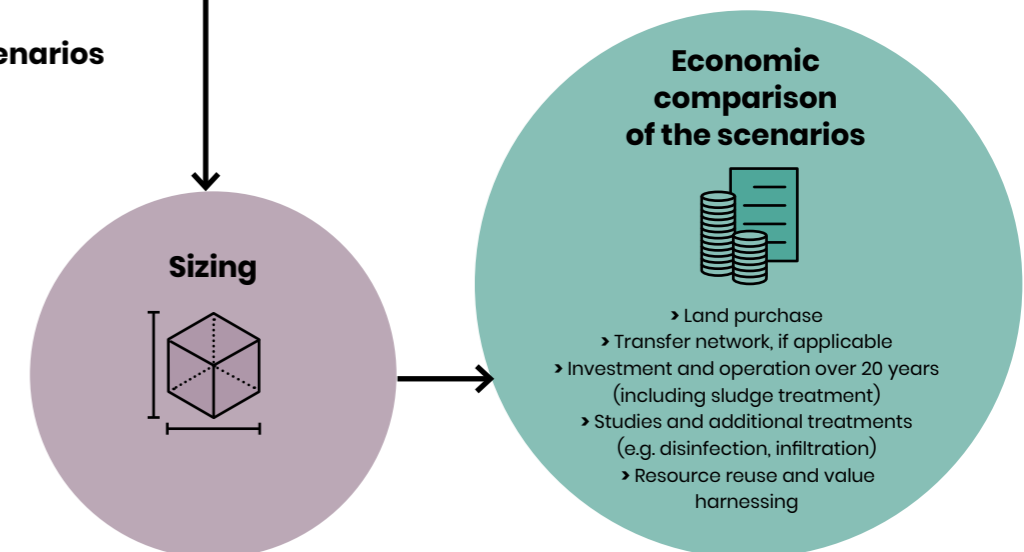 Sizing
Economic
comparison
of the scenarios
> Land purchase
> Transfer network, if applicable
> Investment and operation over 20 years
(including sludge treatment)
> Studies and additional treatments
(e.g. disinfection, infiltration)
> Resource reuse and value
harnessing